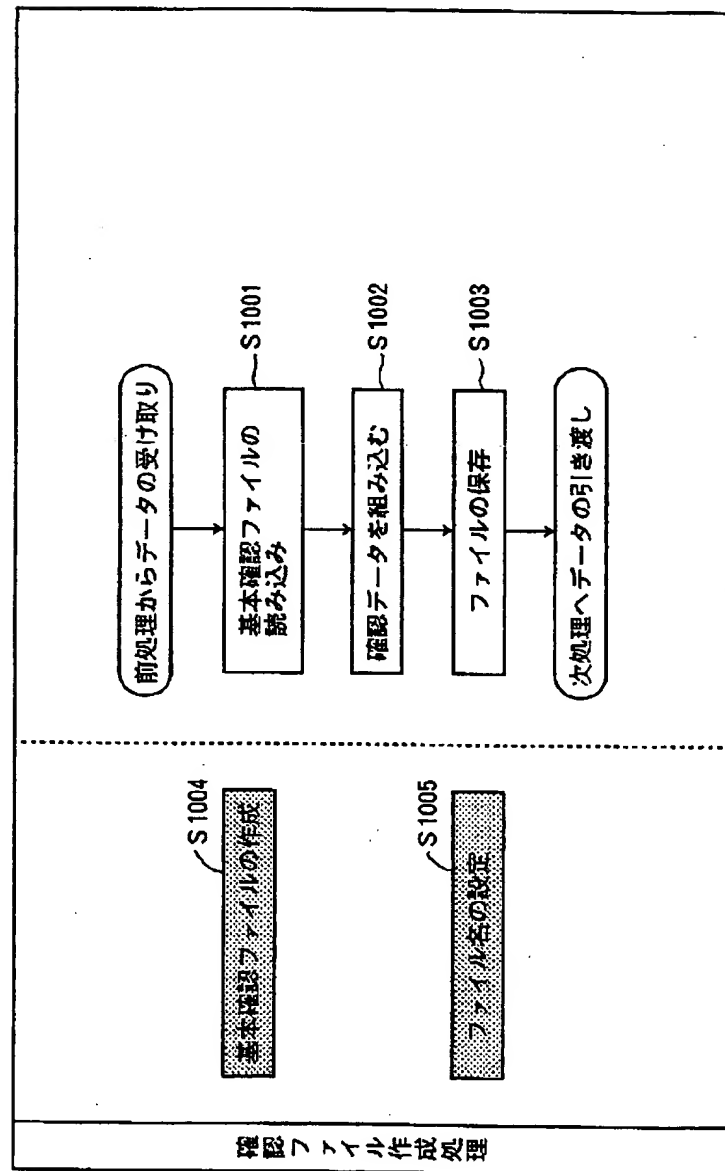 確認ファイル作成処理
基本確認ファイルの作成
S1004
ファイル名の設定
S1005
前処理からデータの受け取り
基本確認ファイルの
読み込み
S1001
確認データを組み込む
S1002
ファイルの保存
S1003
次処理へデータの引き渡し